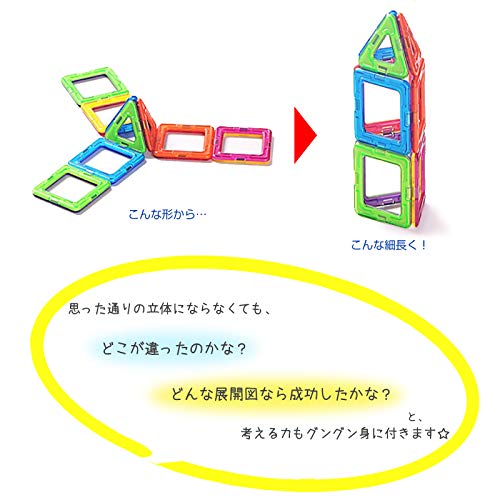 こんな形から…
こんな細長く！
思った通りの立体にならなくても、
どこが違ったのかな？
どんな展開図なら成功したかな？
と、
考える力もグングン身に付きます☆